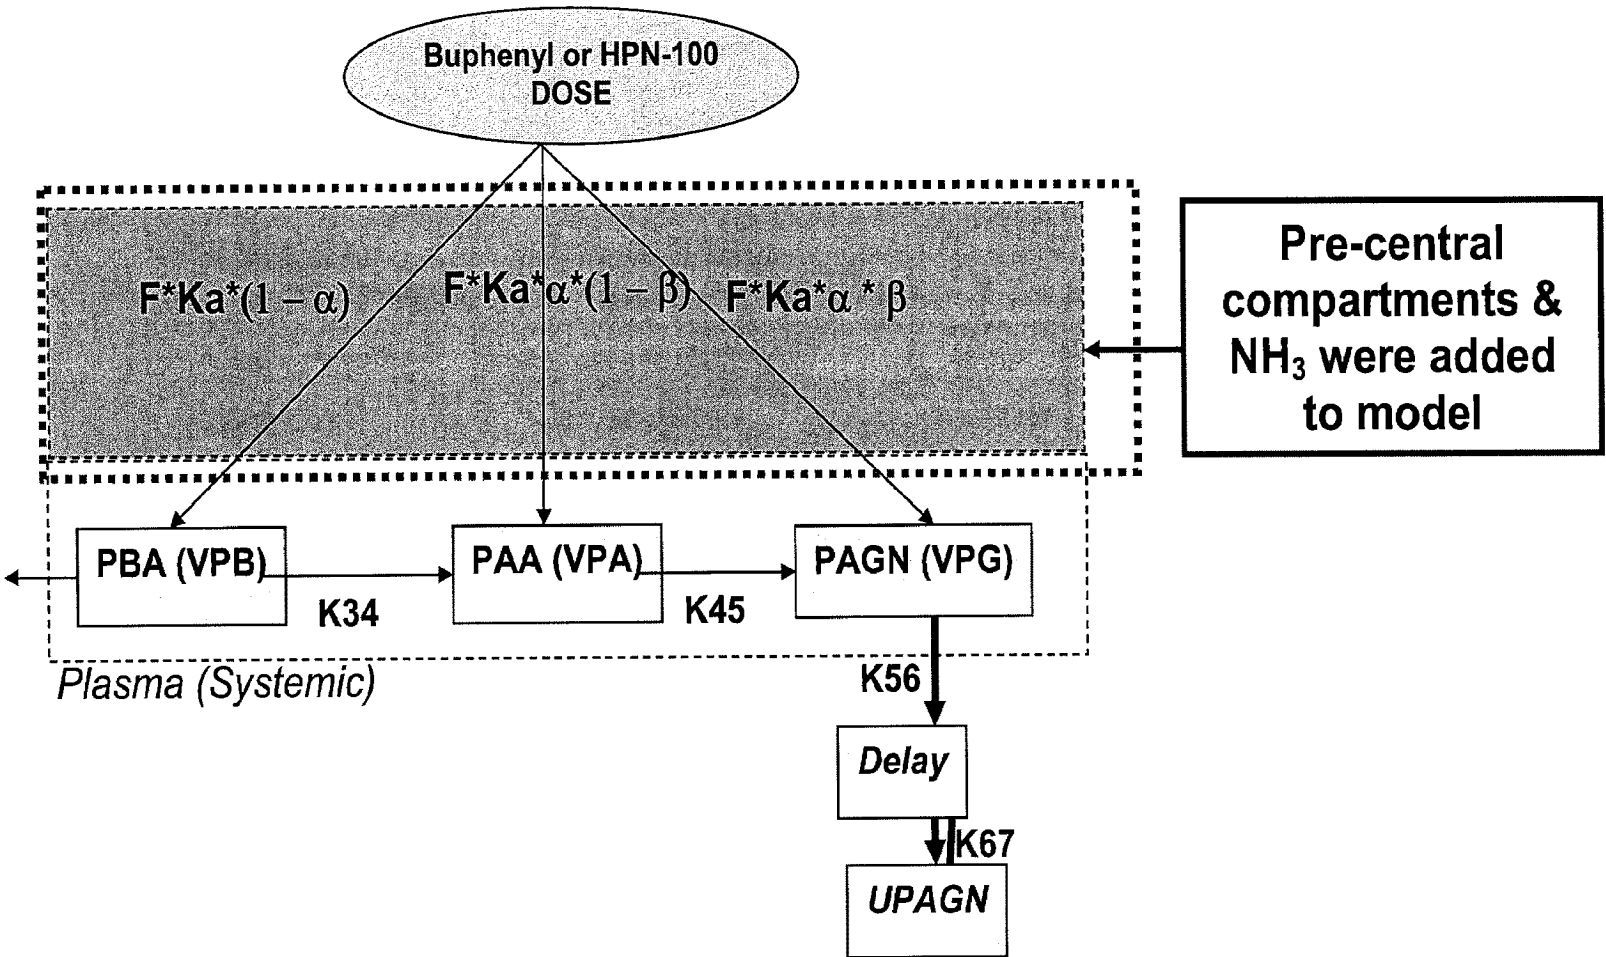 Buphenyl or HPN-100
DOSE
F*Ka*(1 – α)
F*Ka*α*(1 – β)
F*Ka*α * β
Pre-central
compartments &
NH₃ were added
to model
PBA (VPB)
PAA (VPA)
PAGN (VPG)
K34
K45
Plasma (Systemic)
K56
Delay
K67
UPAGN